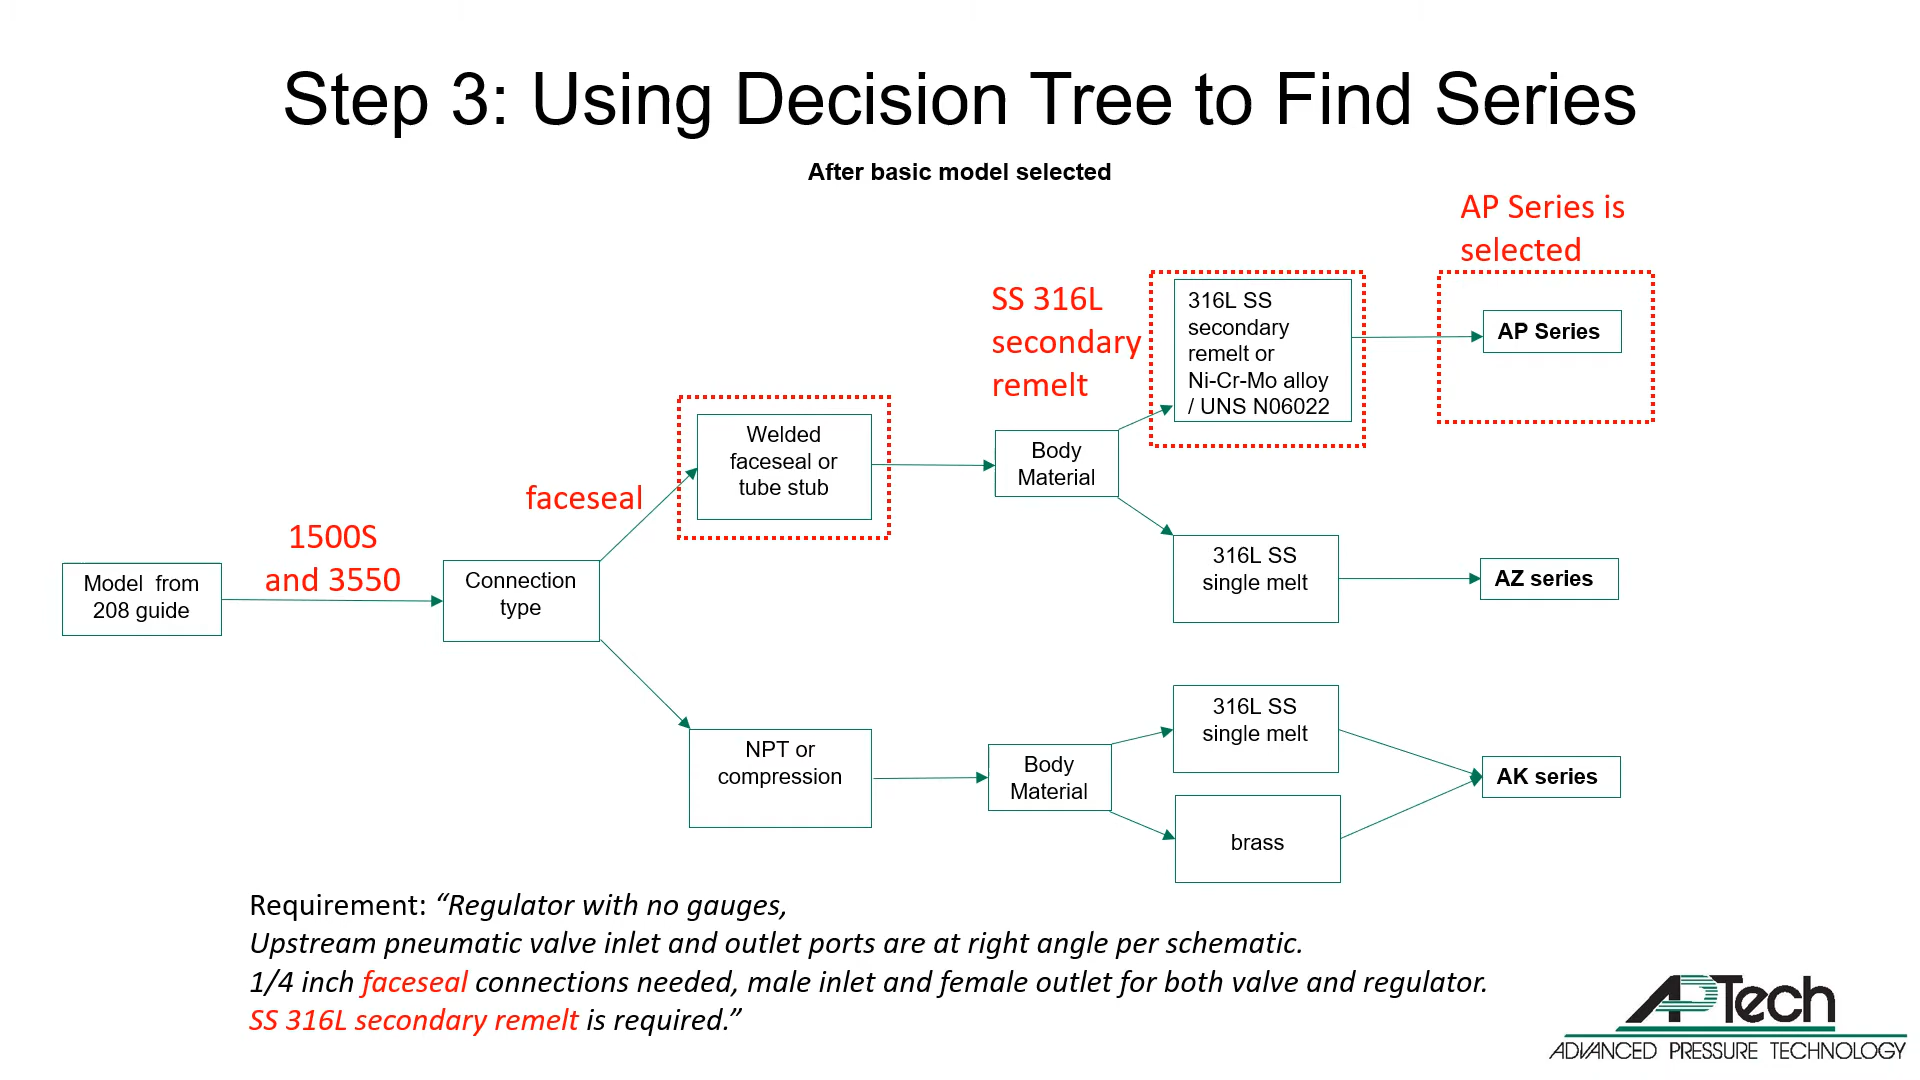 Step 3: Using Decision Tree to Find Series
After basic model selected
AP Series is
selected
SS 316L
secondary
remelt
316L SS
secondary
remelt or
Ni-Cr-Mo alloy
/ UNS N06022
AP Series
Welded
faceseal or
tube stub
Body
Material
faceseal
1500S
and 3550
Model from
208 guide
Connection
type
316L SS
single melt
AZ series
NPT or
compression
Body
Material
316L SS
single melt
brass
AK series
Requirement: “Regulator with no gauges,
Upstream pneumatic valve inlet and outlet ports are at right angle per schematic.
1/4 inch faceseal connections needed, male inlet and female outlet for both valve and regulator.
SS 316L secondary remelt is required.”
APTech
ADVANCED PRESSURE TECHNOLOGY